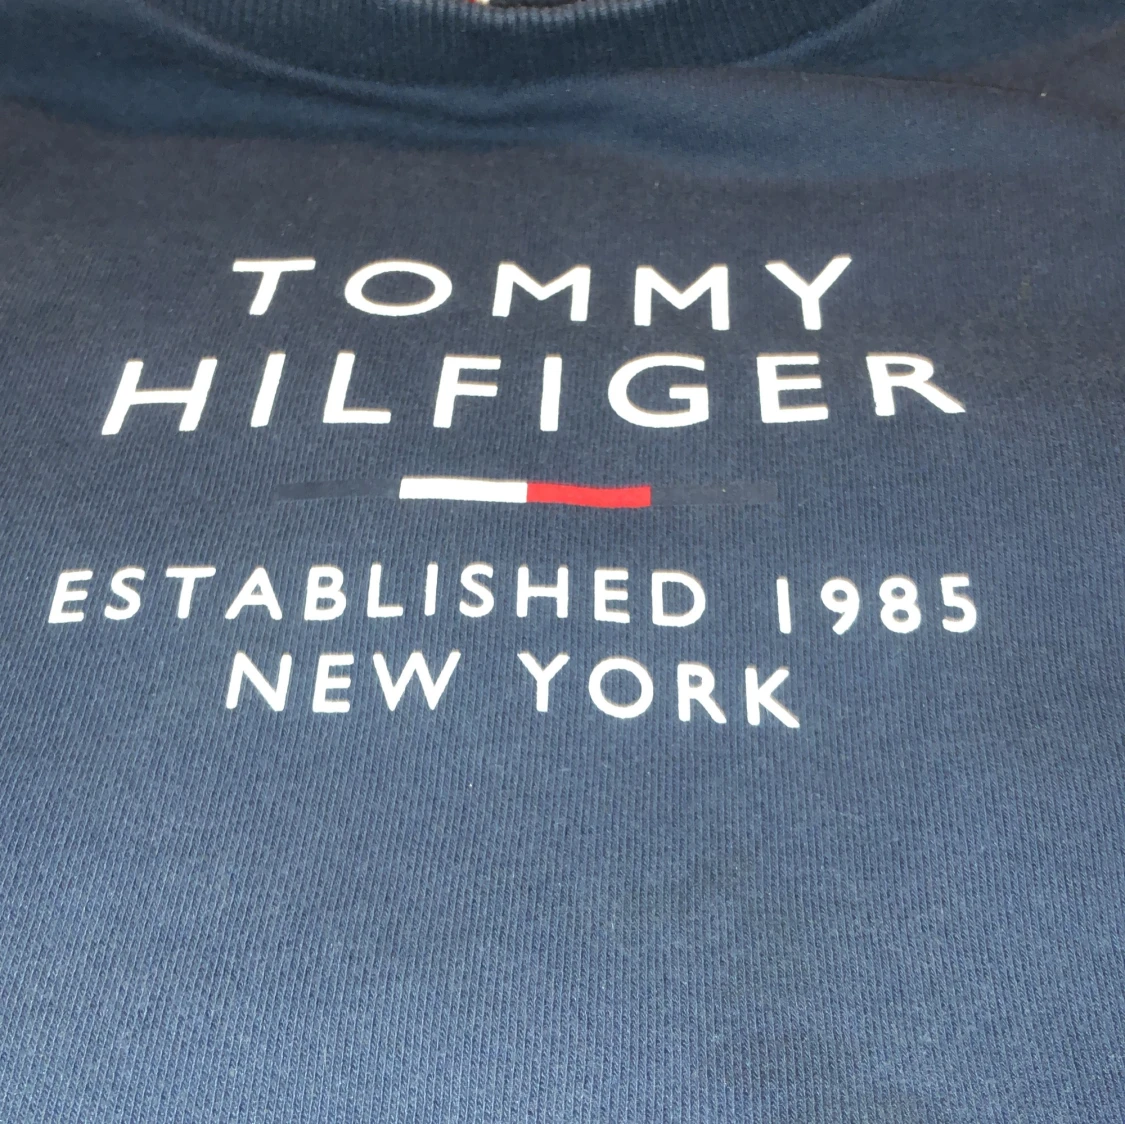 TOMMY
HILFIGER
ESTABLISHED 1985
NEW YORK